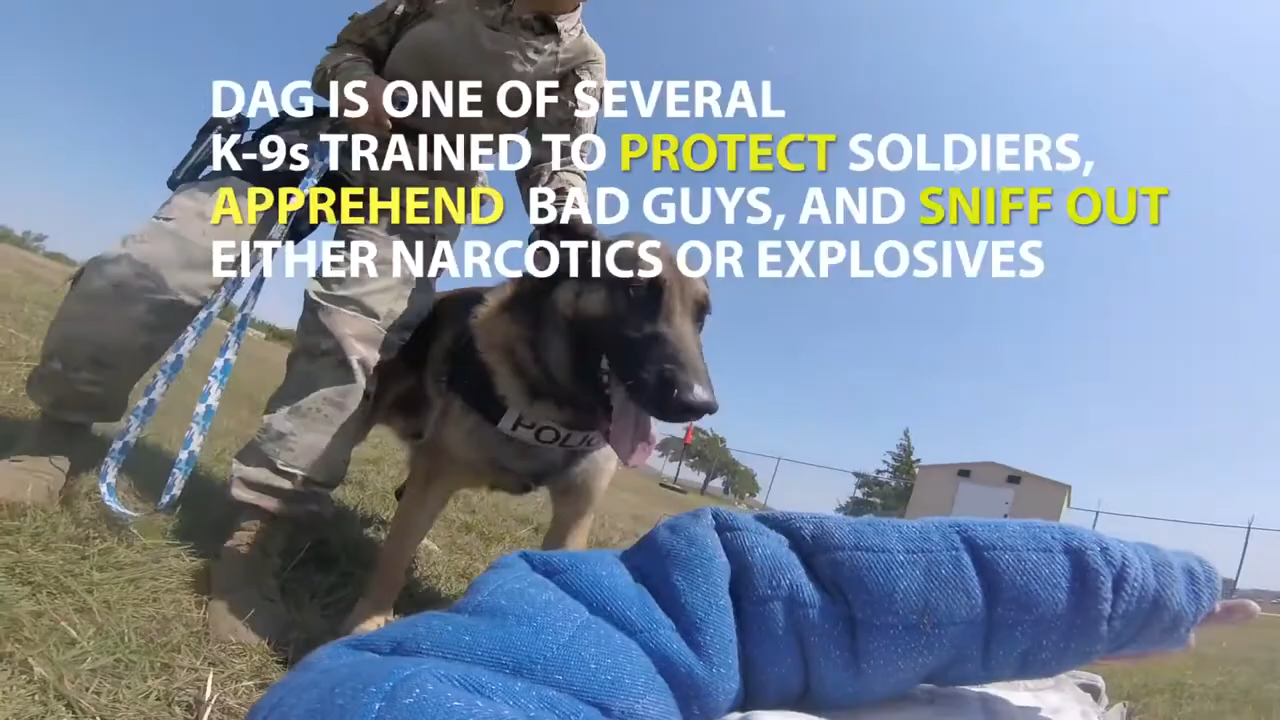 DAG IS ONE OF SEVERAL
K-9s TRAINED TO PROTECT SOLDIERS,
APPREHEND BAD GUYS, AND SNIFF OUT
EITHER NARCOTICS OR EXPLOSIVES
POLIC